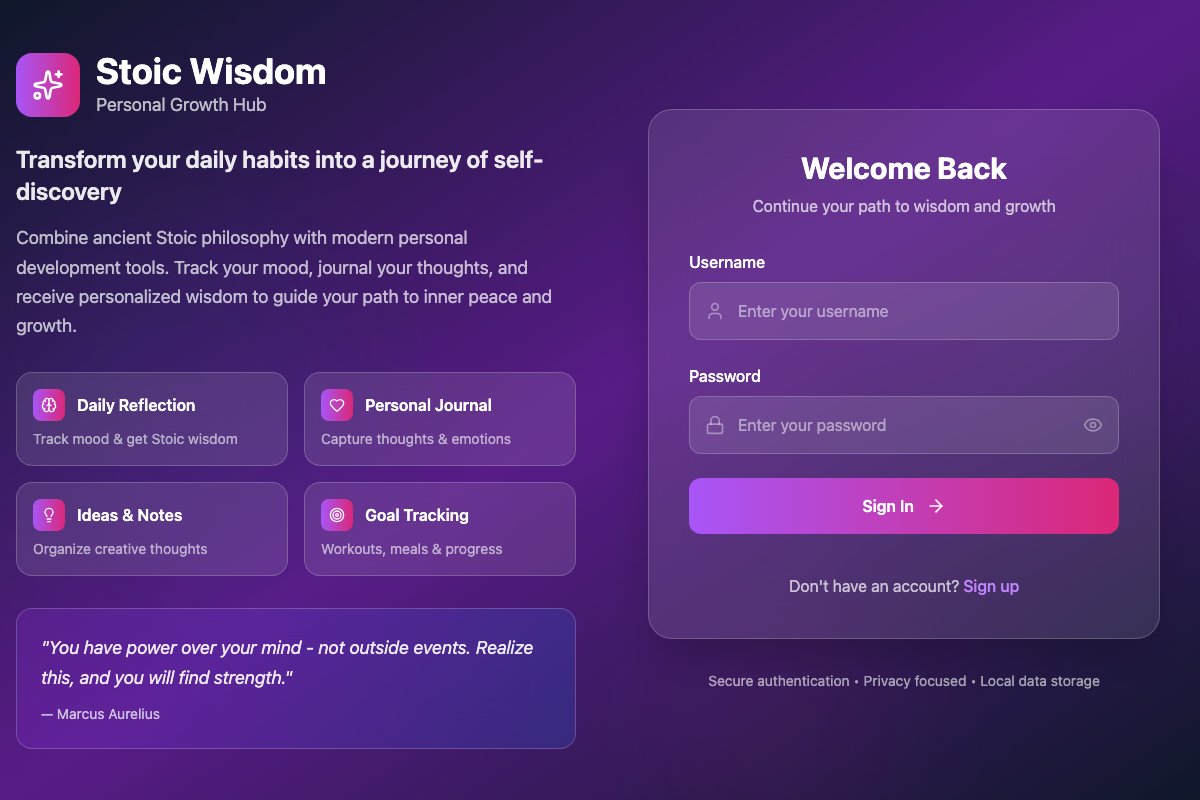 Stoic Wisdom
Personal Growth Hub
Transform your daily habits into a journey of self-
discovery
Combine ancient Stoic philosophy with modern personal
development tools. Track your mood, journal your thoughts, and
receive personalized wisdom to guide your path to inner peace and
growth.
Daily Reflection
Track mood & get Stoic wisdom
Personal Journal
Capture thoughts & emotions
Ideas & Notes
Organize creative thoughts
Goal Tracking
Workouts, meals & progress
"You have power over your mind - not outside events. Realize
this, and you will find strength."
— Marcus Aurelius
Welcome Back
Continue your path to wisdom and growth
Username
Enter your username
Password
Enter your password
Sign In
Don't have an account? Sign up
Secure authentication • Privacy focused • Local data storage